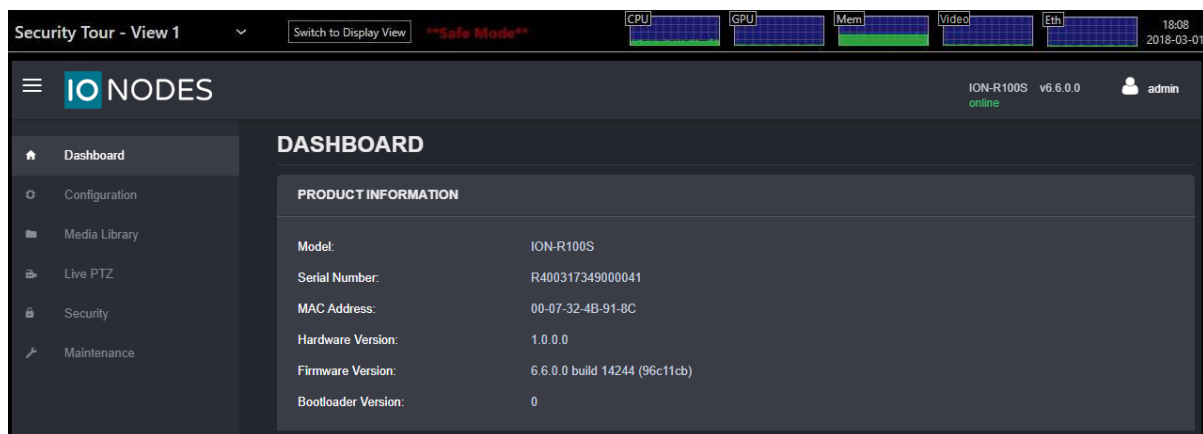 Security Tour - View 1
Switch to Display View
**Safe Mode**
CPU
GPU
Mem
Video
Eth
18:08
2018-03-01
IO NODES
ION-R100S v6.6.0.0
online
admin
Dashboard
Configuration
Media Library
Live PTZ
Security
Maintenance
DASHBOARD
PRODUCT INFORMATION
Model: ION-R100S
Serial Number: R400317349000041
MAC Address: 00-07-32-4B-91-8C
Hardware Version: 1.0.0.0
Firmware Version: 6.6.0.0 build 14244 (96c11cb)
Bootloader Version: 0